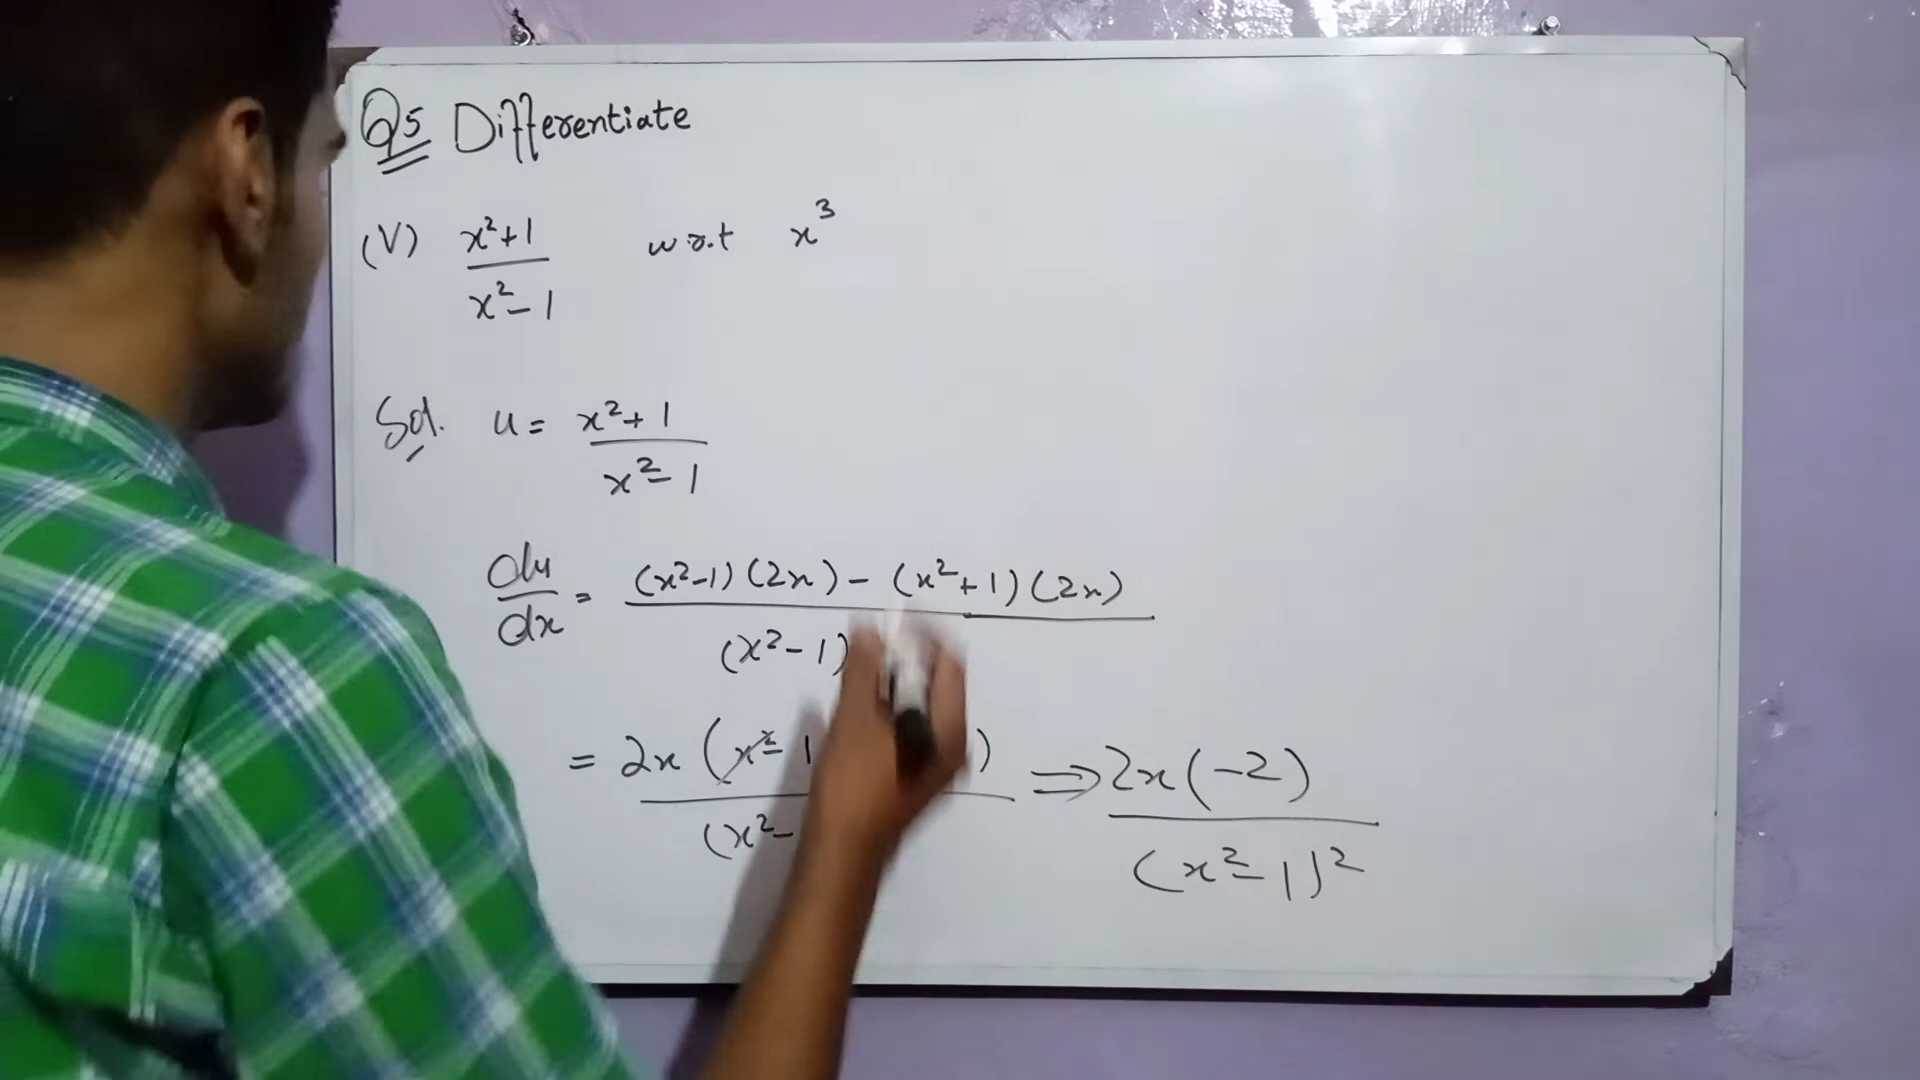 Q5 Differentiate
(V) x²+1 w.r.t x³
x²-1
Sol. u = x²+1
x²-1
du = (x²-1)(2x) - (x²+1)(2x)
dx (x²-1)
= 2x (x²-1 ) ⇒ 2x(-2)
(x²- (x²-1)²